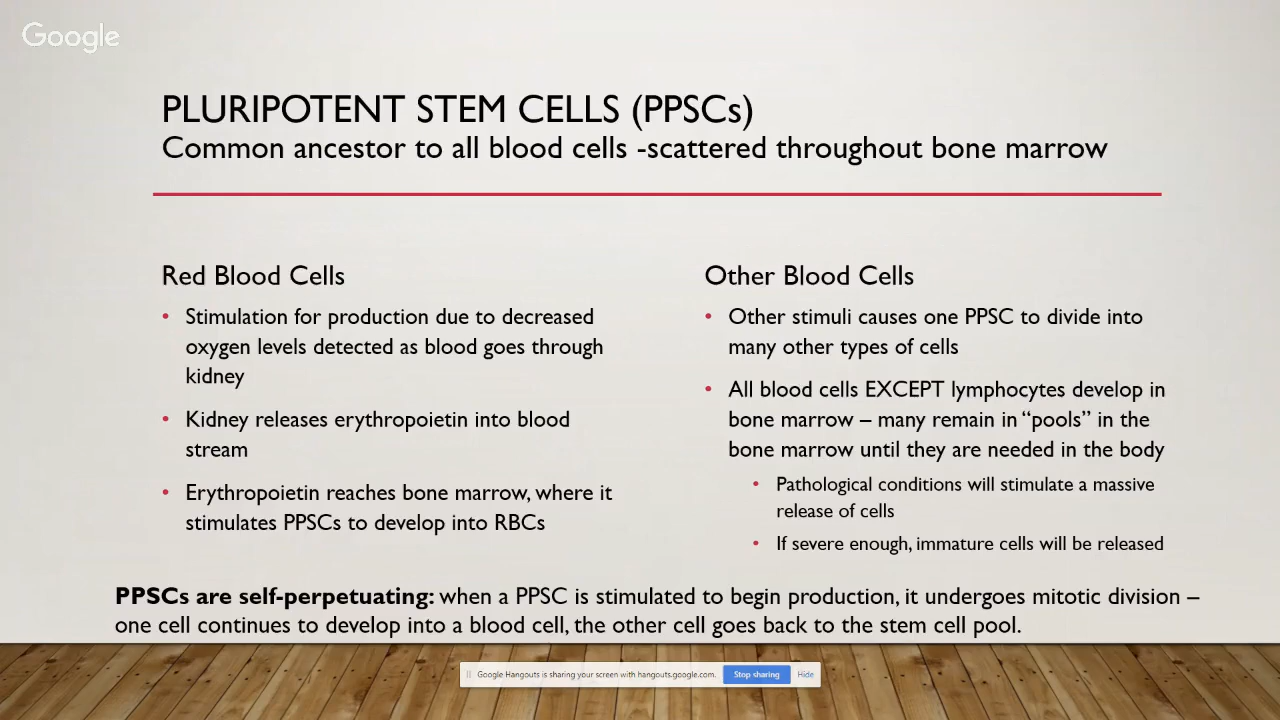 Google
PLURIPOTENT STEM CELLS (PPSCs)
Common ancestor to all blood cells -scattered throughout bone marrow
Red Blood Cells
• Stimulation for production due to decreased
oxygen levels detected as blood goes through
kidney
• Kidney releases erythropoietin into blood
stream
• Erythropoietin reaches bone marrow, where it
stimulates PPSCs to develop into RBCs
Other Blood Cells
• Other stimuli causes one PPSC to divide into
many other types of cells
• All blood cells EXCEPT lymphocytes develop in
bone marrow – many remain in “pools” in the
bone marrow until they are needed in the body
• Pathological conditions will stimulate a massive
release of cells
• If severe enough, immature cells will be released
PPSCs are self-perpetuating: when a PPSC is stimulated to begin production, it undergoes mitotic division –
one cell continues to develop into a blood cell, the other cell goes back to the stem cell pool.
Google Hangouts is sharing your screen with hangouts.google.com. Stop sharing Hide